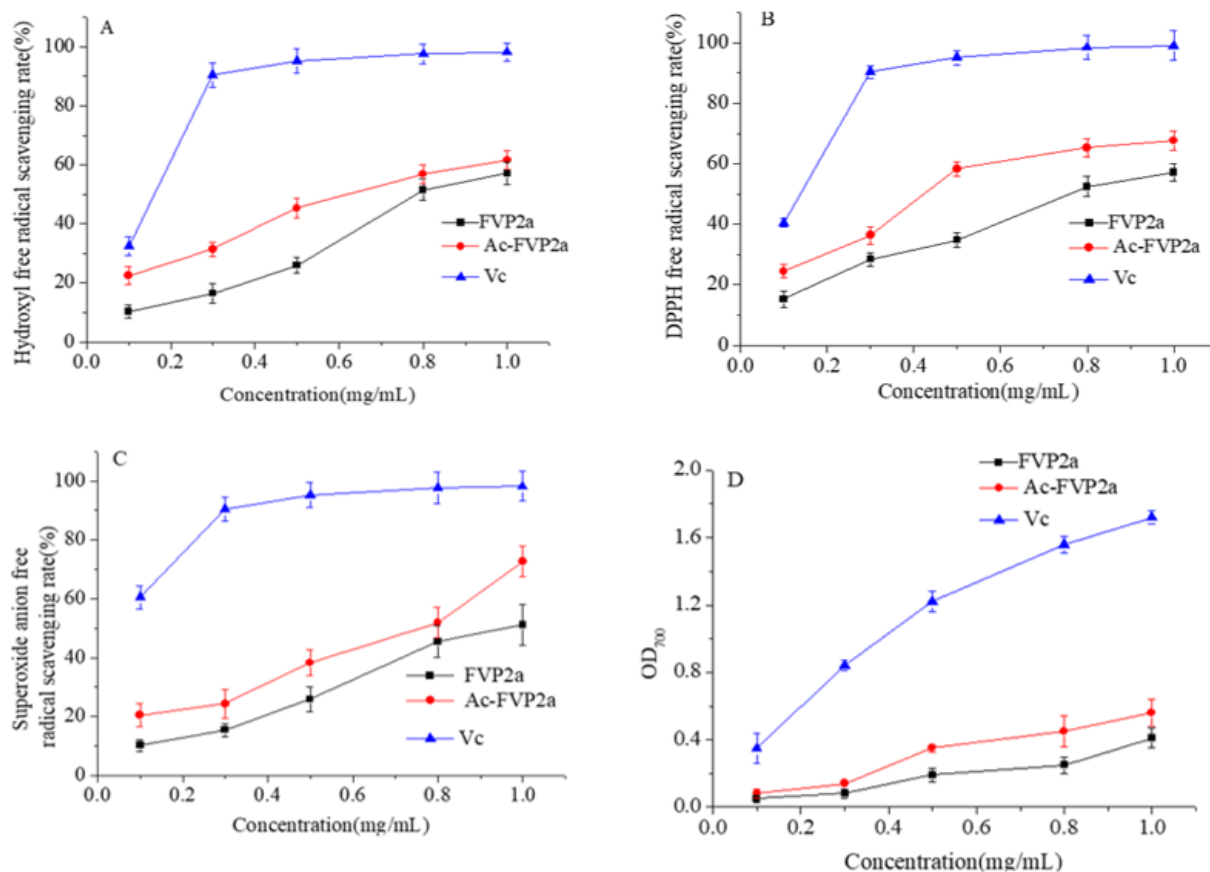 A
Hydroxyl free radical scavenging rate(%)
100
80
60
40
20
0
FVP2a
Ac-FVP2a
Vc
0.0 0.2 0.4 0.6 0.8 1.0
Concentration(mg/mL)
B
DPPH free radical scavenging rate(%)
100
80
60
40
20
0
FVP2a
Ac-FVP2a
Vc
0.0 0.2 0.4 0.6 0.8 1.0
Concentration(mg/mL)
C
Superoxide anion free
radical scavenging rate(%)
100
80
60
40
20
0
FVP2a
Ac-FVP2a
Vc
0.0 0.2 0.4 0.6 0.8 1.0
Concentration(mg/mL)
D
FVP2a
Ac-FVP2a
Vc
OD700
2.0
1.6
1.2
0.8
0.4
0.0
0.0 0.2 0.4 0.6 0.8 1.0
Concentration(mg/mL)